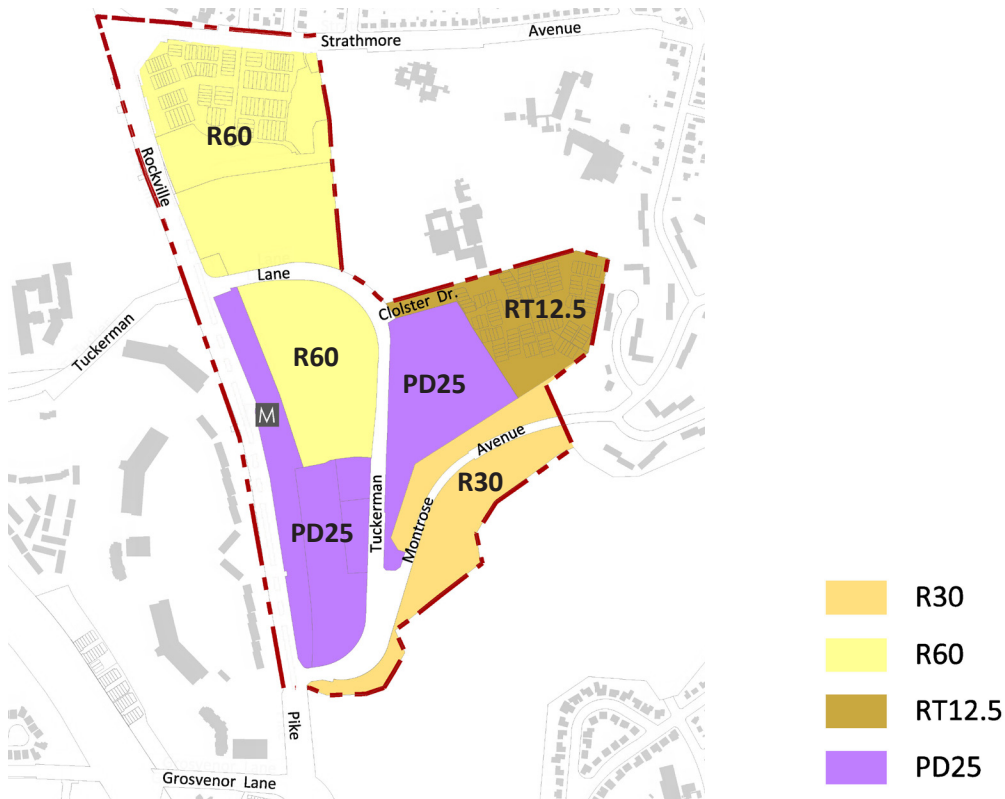 Strathmore
Avenue
R60
Rockville
Lane
Clolster Dr.
RT12.5
Tuckerman
R60
PD25
M
Avenue
R30
Tuckerman
Montrose
PD25
R30
R60
RT12.5
PD25
Pike
Grosvenor Lane